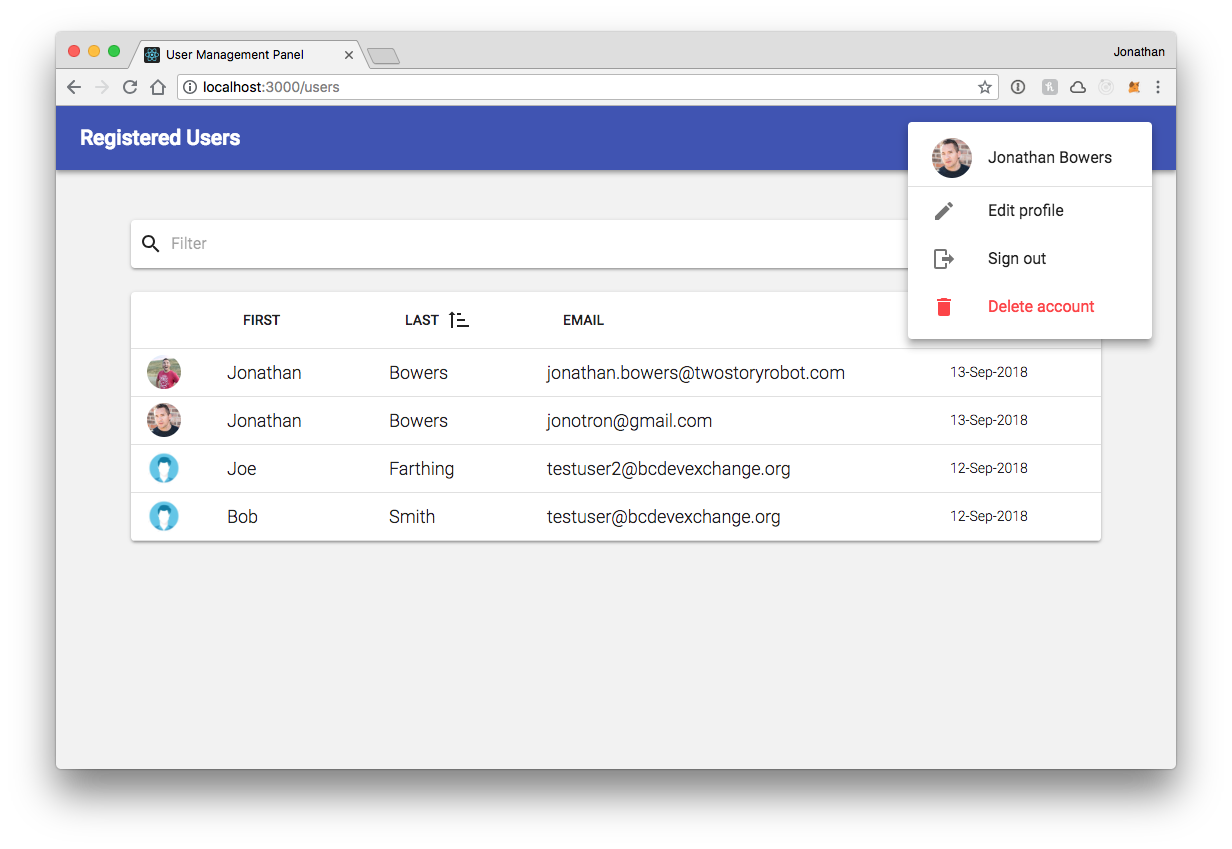 User Management Panel
Jonathan
localhost:3000/users
Registered Users
Jonathan Bowers
Edit profile
Sign out
Delete account
Filter
FIRST LAST EMAIL
Jonathan Bowers jonathan.bowers@twostoryrobot.com 13-Sep-2018
Jonathan Bowers jonotron@gmail.com 13-Sep-2018
Joe Farthing testuser2@bcdevexchange.org 12-Sep-2018
Bob Smith testuser@bcdevexchange.org 12-Sep-2018